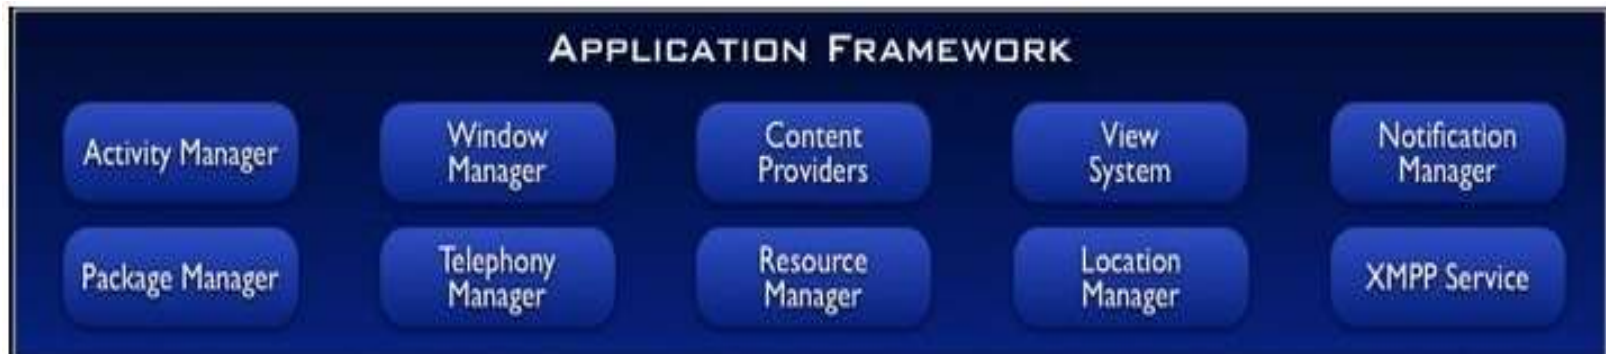 APPLICATION FRAMEWORK
Activity Manager
Window
Manager
Content
Providers
View
System
Notification
Manager
Package Manager
Telephony
Manager
Resource
Manager
Location
Manager
XMPP Service